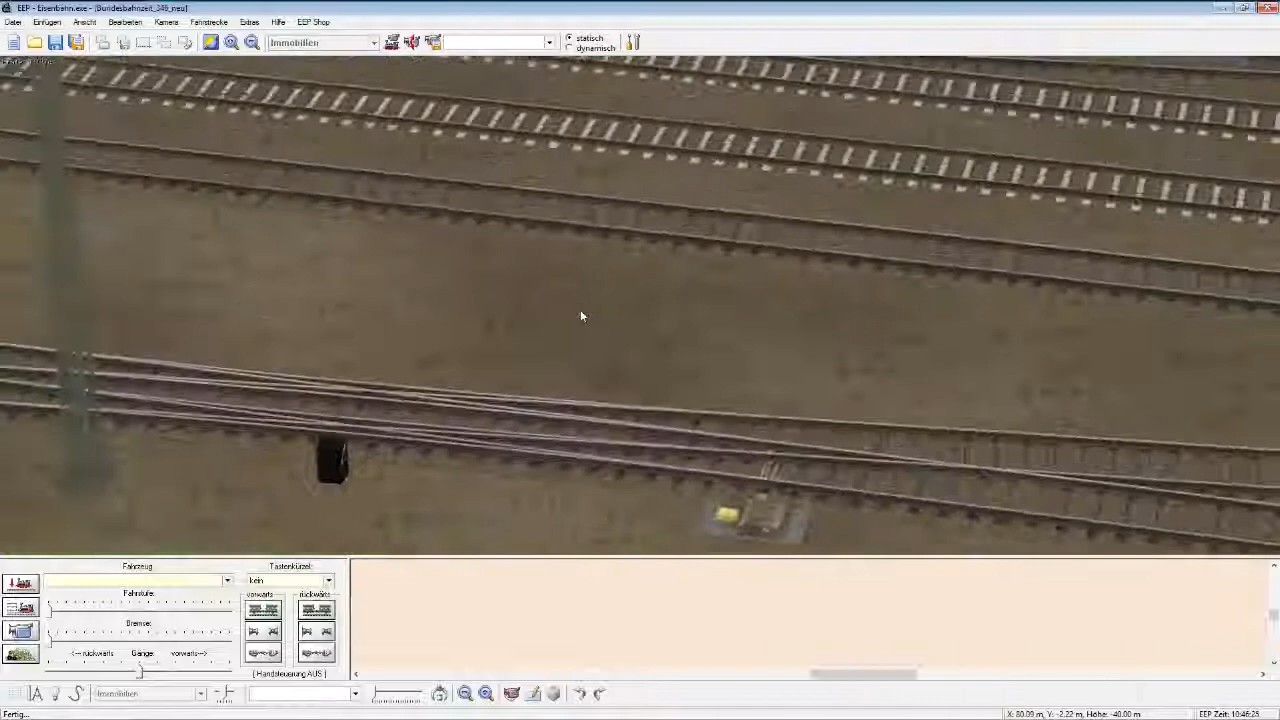 EEP - Eisenbahn.exe - [Bundesbahnzeit_346_neu]
Datei Einfügen Ansicht Bearbeiten Kamera Fahrstrecke Extras Hilfe EEP Shop
Immobilien
statisch
dynamisch
Fahrzeug
Tastenkürzel:
kein
Fahrstufe:
vorwärts
rückwärts
Bremse:
<--- rückwärts Gänge: vorwärts-->
[ Handsteuerung AUS ]
Immobilien
Fertig...
X: 80.09 m, Y: -2.22 m, Höhe: -40.00 m
EEP Zeit: 10:46:25